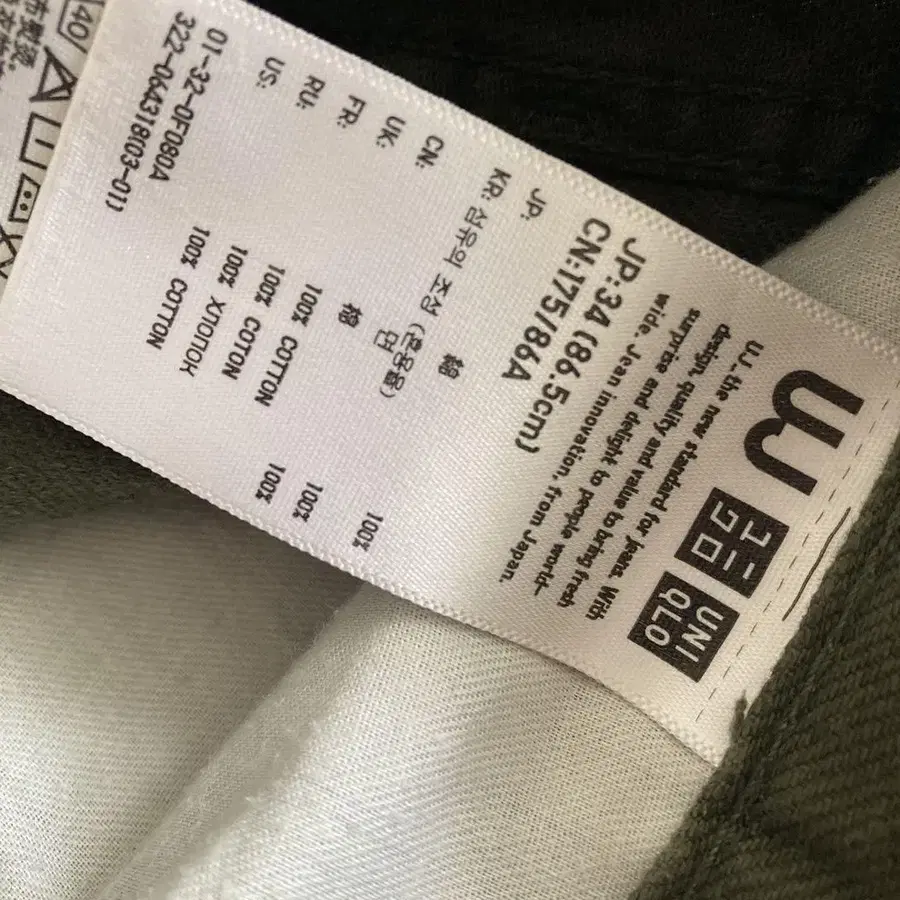 UJ
ユニ
クロ
UNI
QLO
UJ, the new standard for jeans. With
design, quality and value to bring fresh
surprise and delight to people world-
wide. Jean innovation, from Japan.
JP:34 (86.5cm)
CN:175/86A
JP: 綿 100%
KR: 섬유의 조성 (혼용률) 면 100%
CN: 棉 100%
UK: 100% COTTON
FR: 100% COTON
RU: 100% ХЛОПОК
US: 100% COTTON
01-32-0F080A
322-064318(03-01)
40